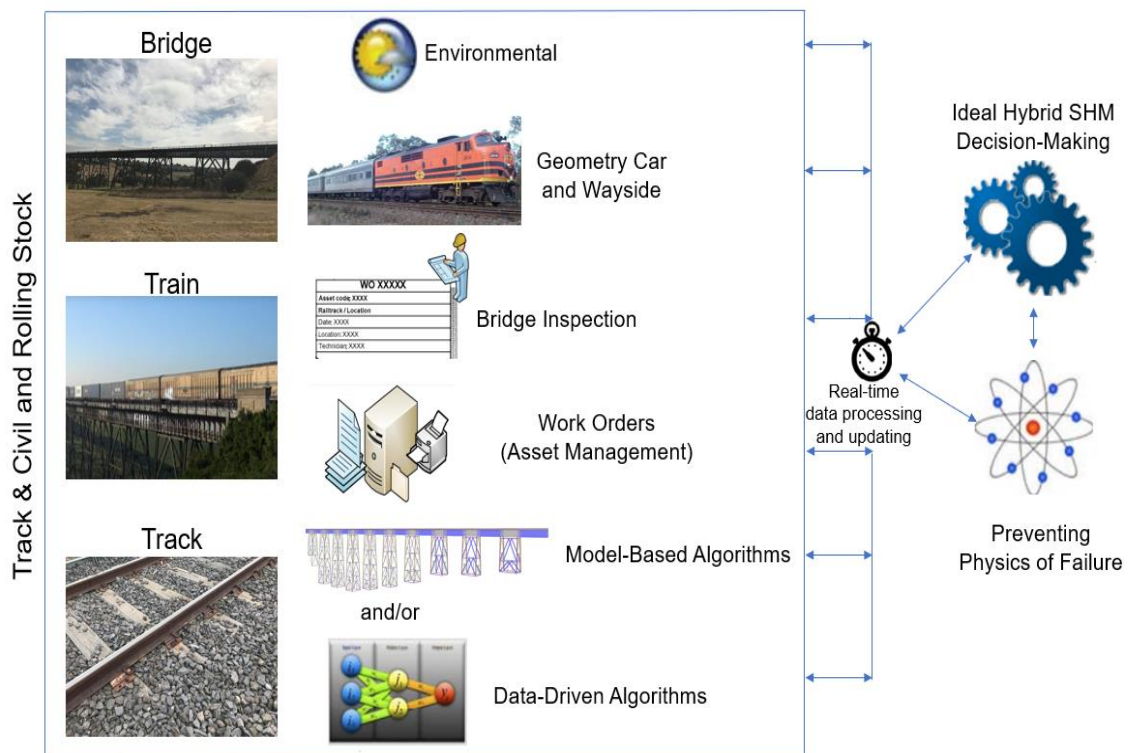 Track & Civil and Rolling Stock
Bridge
Environmental
Geometry Car
and Wayside
Train
WO XXXXX
Asset code: XXXX
Railtrack / Location
Date: XXXX
Location: XXXX
Technician: XXXX
Bridge Inspection
Work Orders
(Asset Management)
Track
Model-Based Algorithms
and/or
Data-Driven Algorithms
Real-time
data processing
and updating
Ideal Hybrid SHM
Decision-Making
Preventing
Physics of Failure